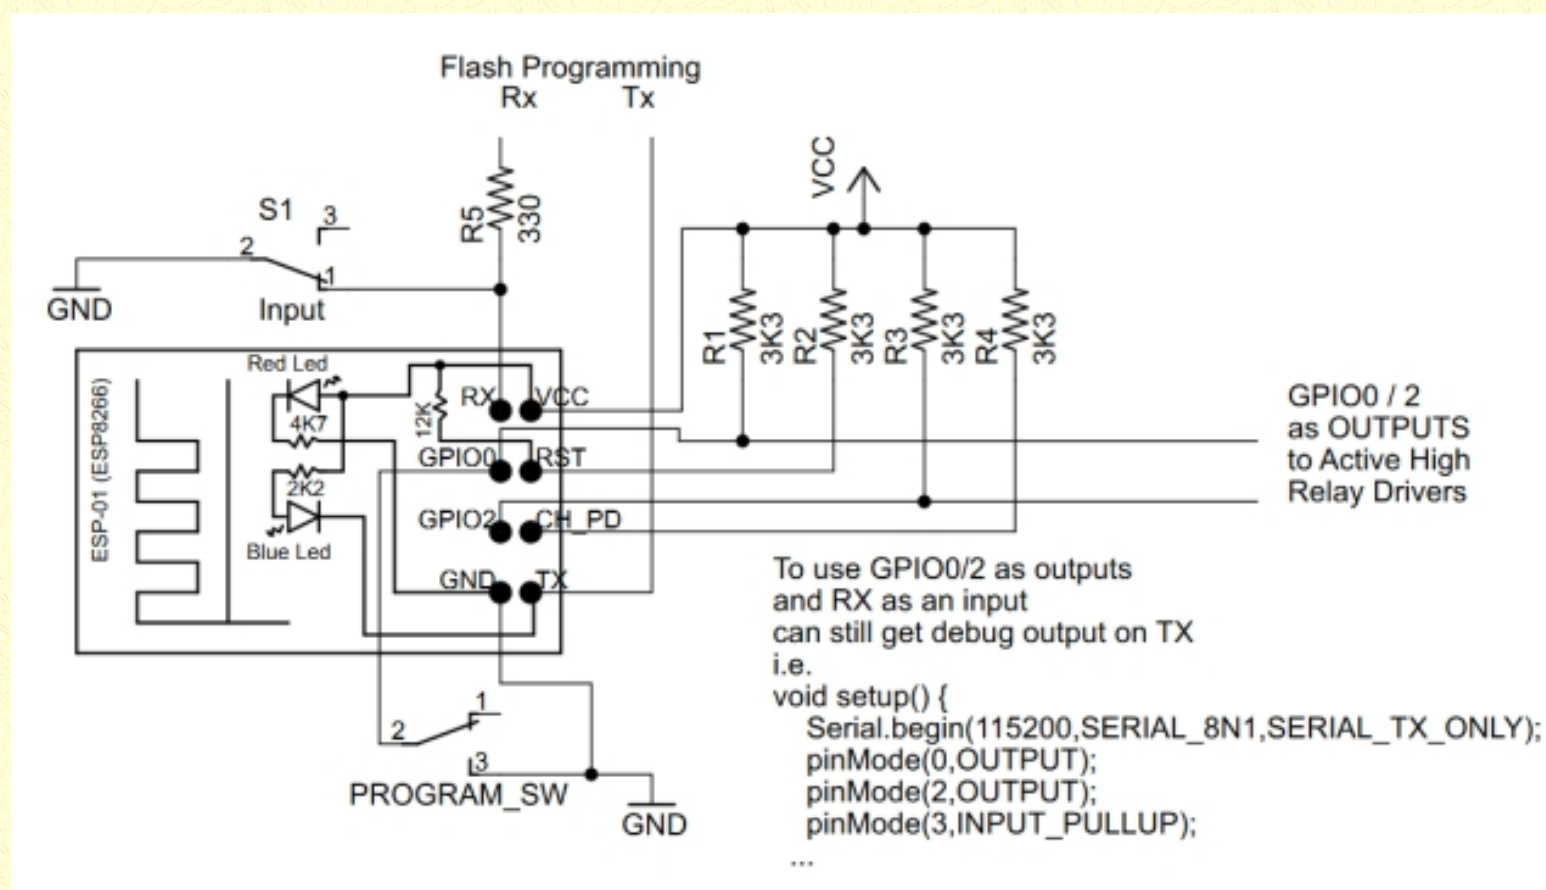 Flash Programming
Rx Tx
VCC
S1
3
2
1
R5
330
GND
Input
R1
3K3
R2
3K3
R3
3K3
R4
3K3
ESP-01 (ESP8266)
Red Led
4K7
12K
2K2
Blue Led
RX VCC
GPIO0 RST
GPIO2 CH_PD
GND TX
GPIO0 / 2
as OUTPUTS
to Active High
Relay Drivers
1
2
3
PROGRAM_SW
GND
To use GPIO0/2 as outputs
and RX as an input
can still get debug output on TX
i.e.
void setup() {
Serial.begin(115200,SERIAL_8N1,SERIAL_TX_ONLY);
pinMode(0,OUTPUT);
pinMode(2,OUTPUT);
pinMode(3,INPUT_PULLUP);
...